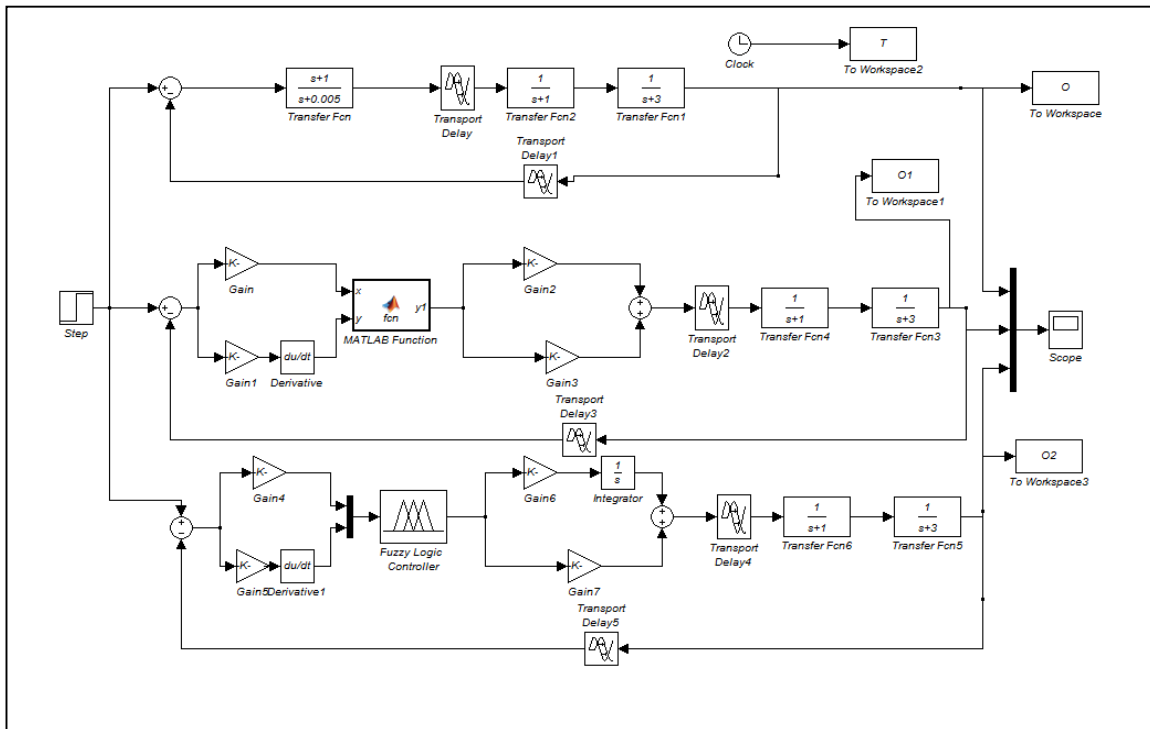 T
Clock
To Workspace2
s+1
s+0.005
Transfer Fcn
Transport
Delay
1
s+1
Transfer Fcn2
1
s+3
Transfer Fcn1
O
To Workspace
Transport
Delay1
O1
To Workspace1
Step
K-
Gain
K-
Gain1
du/dt
Derivative
x
y
fcn
y1
MATLAB Function
K-
Gain2
K-
Gain3
Transport
Delay2
1
s+1
Transfer Fcn4
1
s+3
Transfer Fcn3
Scope
Transport
Delay3
K-
Gain4
K-
Gain5
du/dt
Derivative1
Fuzzy Logic
Controller
K-
Gain6
1
s
Integrator
K-
Gain7
Transport
Delay4
1
s+1
Transfer Fcn6
1
s+3
Transfer Fcn5
O2
To Workspace3
Transport
Delay5